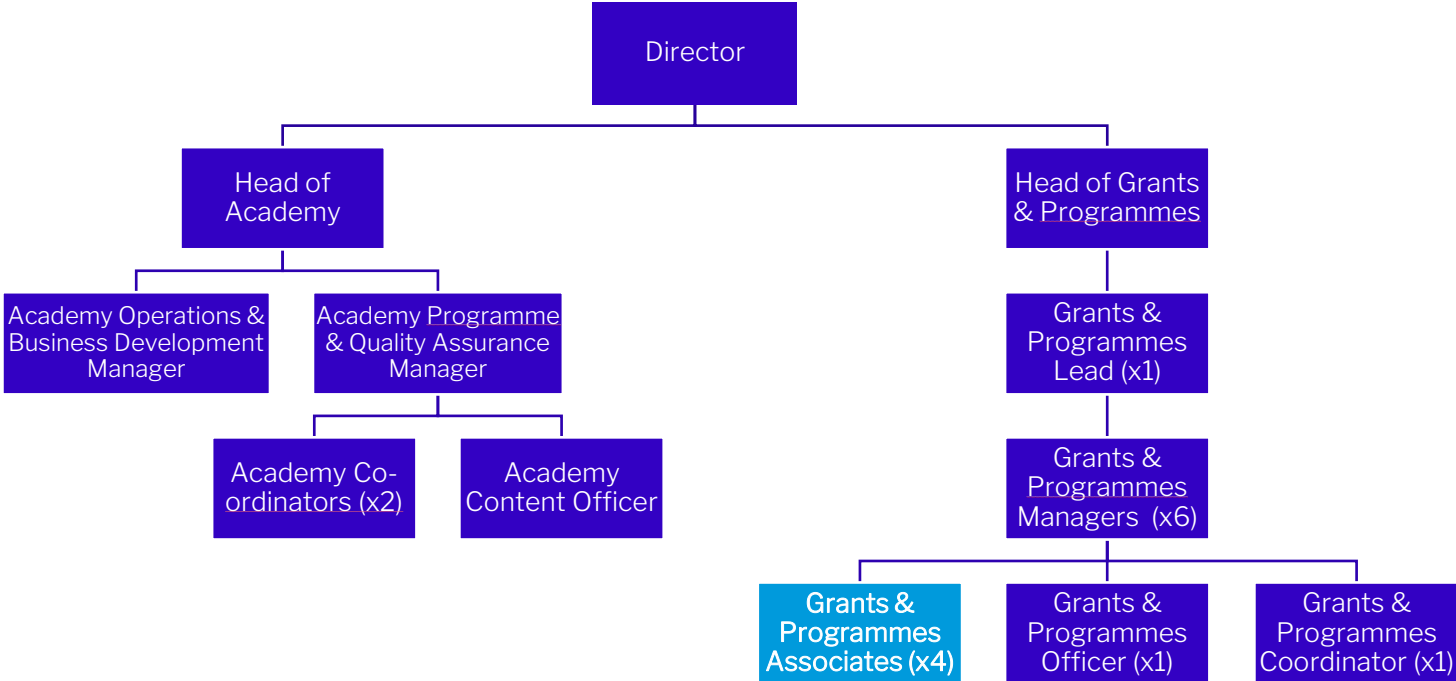 Director
Head of
Academy
Head of Grants
& Programmes
Academy Operations &
Business Development
Manager
Academy Programme
& Quality Assurance
Manager
Grants &
Programmes
Lead (x1)
Academy Co-
ordinators (x2)
Academy
Content Officer
Grants &
Programmes
Managers (x6)
Grants &
Programmes
Associates (x4)
Grants &
Programmes
Officer (x1)
Grants &
Programmes
Coordinator (x1)